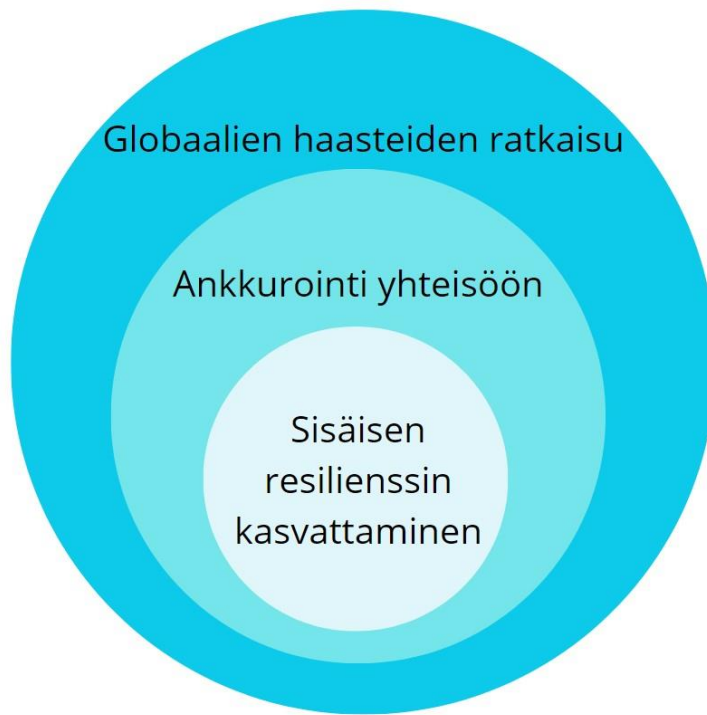 Globaalien haasteiden ratkaisu
Ankkurointi yhteisöön
Sisäisen
resilienssin
kasvattaminen